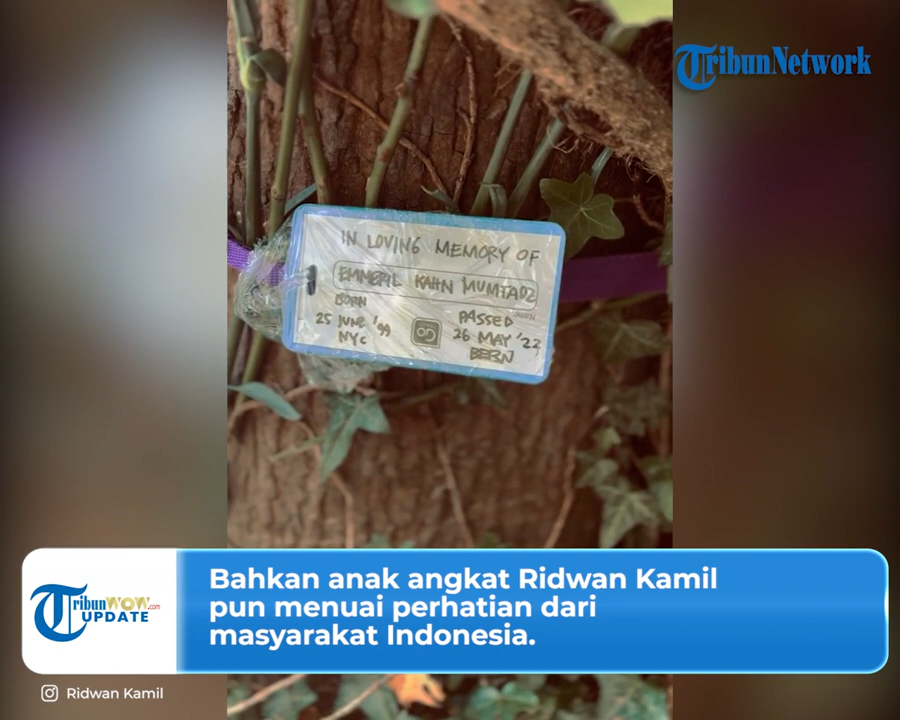 TribunNetwork
IN LOVING MEMORY OF
EMMERIL KAHN MUMTADZ
BORN
25 JUNE '99
NYC
GO
PASSED
26 MAY '22
BERN
TribunWOW.com
UPDATE
Bahkan anak angkat Ridwan Kamil
pun menuai perhatian dari
masyarakat Indonesia.
Ridwan Kamil